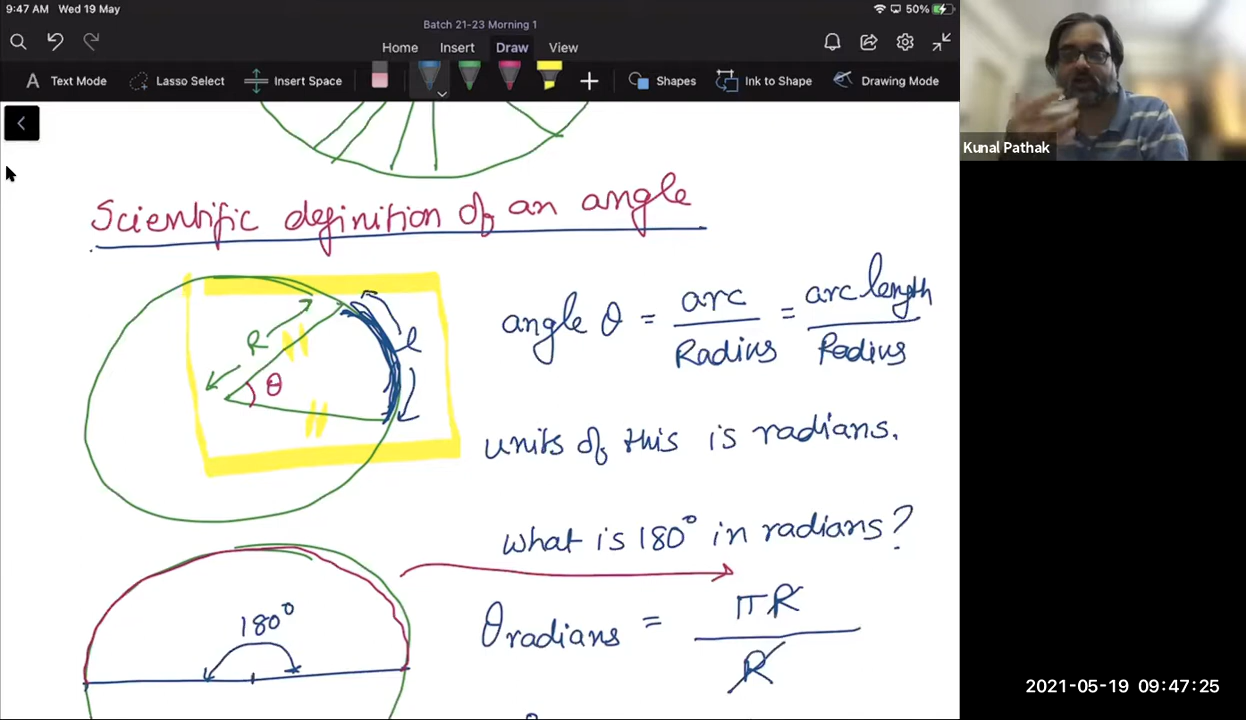 9:47 AM Wed 19 May
50%
Batch 21-23 Morning 1
Home Insert Draw View
Text Mode Lasso Select Insert Space Shapes Ink to Shape Drawing Mode
Kunal Pathak
Scientific definition of an angle
R
θ
l
angle θ = arc / Radius = arc length / Radius
units of this is radians.
What is 180° in radians?
180°
θ radians = πR / R
2021-05-19 09:47:25